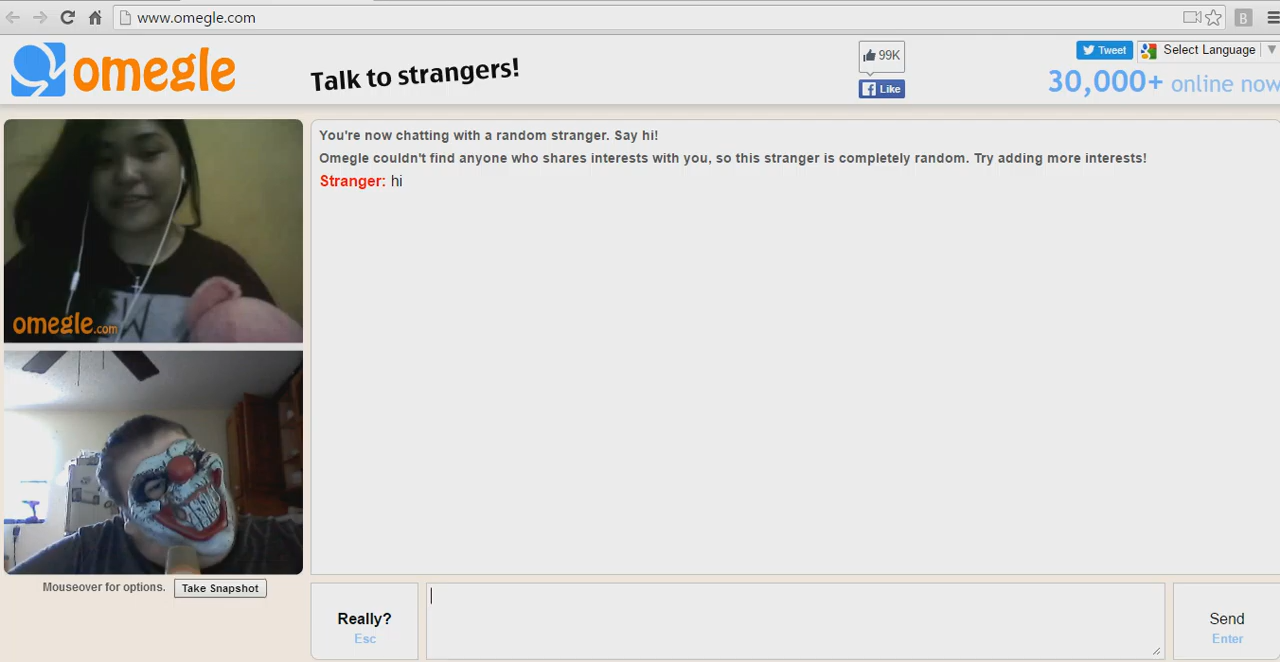 www.omegle.com
B
omegle
Talk to strangers!
99K
Like
Tweet
Select Language
30,000+ online now
You're now chatting with a random stranger. Say hi!
Omegle couldn't find anyone who shares interests with you, so this stranger is completely random. Try adding more interests!
Stranger: hi
omegle.com
Mouseover for options.
Take Snapshot
Really?
Esc
Send
Enter